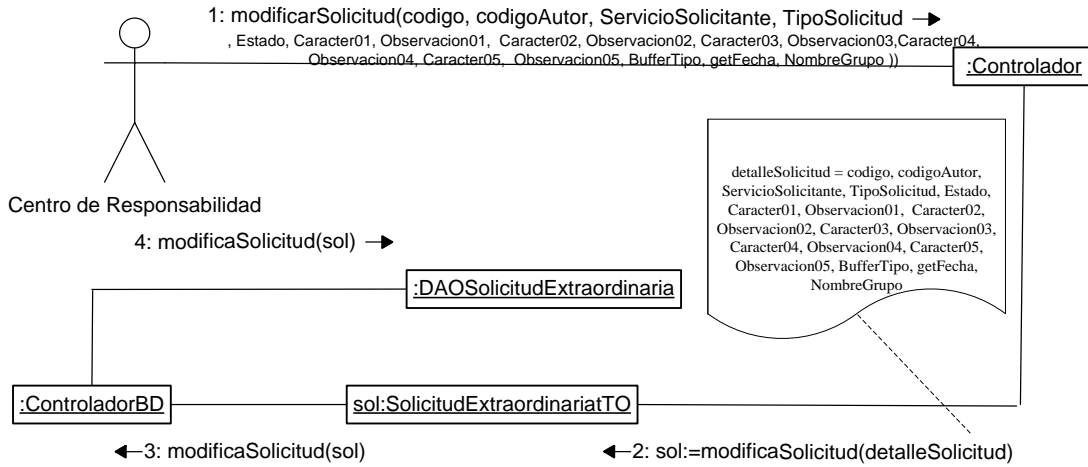 1: modificarSolicitud(codigo, codigoAutor, ServicioSolicitante, TipoSolicitud
, Estado, Caracter01, Observacion01, Caracter02, Observacion02, Caracter03, Observacion03,Caracter04,
Observacion04, Caracter05, Observacion05, BufferTipo, getFecha, NombreGrupo ))
:Controlador
detalleSolicitud = codigo, codigoAutor,
ServicioSolicitante, TipoSolicitud, Estado,
Caracter01, Observacion01, Caracter02,
Observacion02, Caracter03, Observacion03,
Caracter04, Observacion04, Caracter05,
Observacion05, BufferTipo, getFecha,
NombreGrupo
Centro de Responsabilidad
4: modificaSolicitud(sol)
:DAOSolicitudExtraordinaria
:ControladorBD
sol:SolicitudExtraordinariatTO
3: modificaSolicitud(sol)
2: sol:=modificaSolicitud(detalleSolicitud)